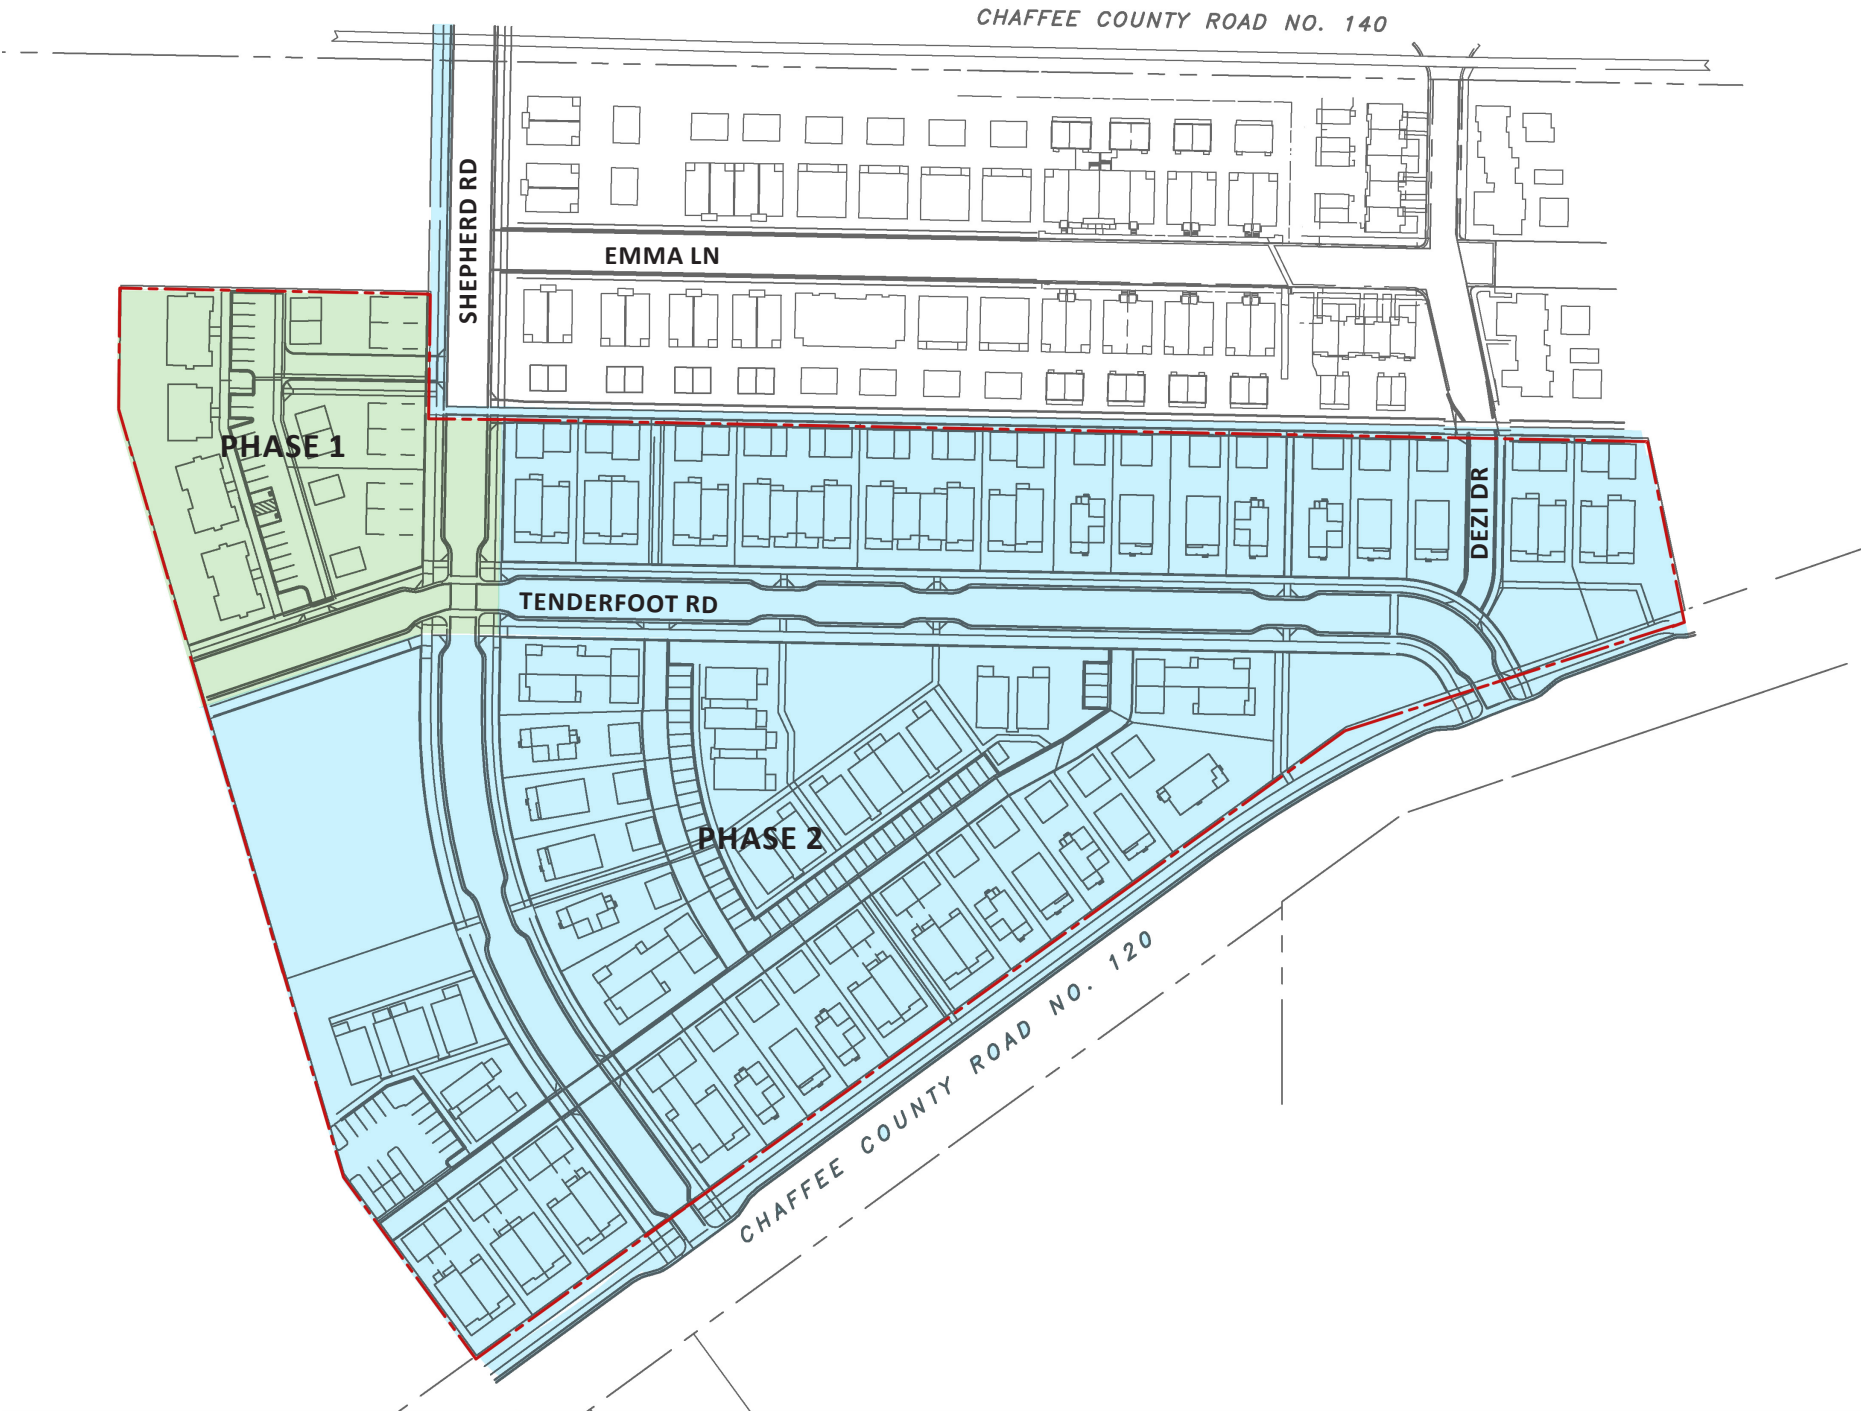 CHAFFEE COUNTY ROAD NO. 140
SHEPHERD RD
EMMA LN
PHASE 1
DEZI DR
TENDERFOOT RD
PHASE 2
CHAFFEE COUNTY ROAD NO. 120